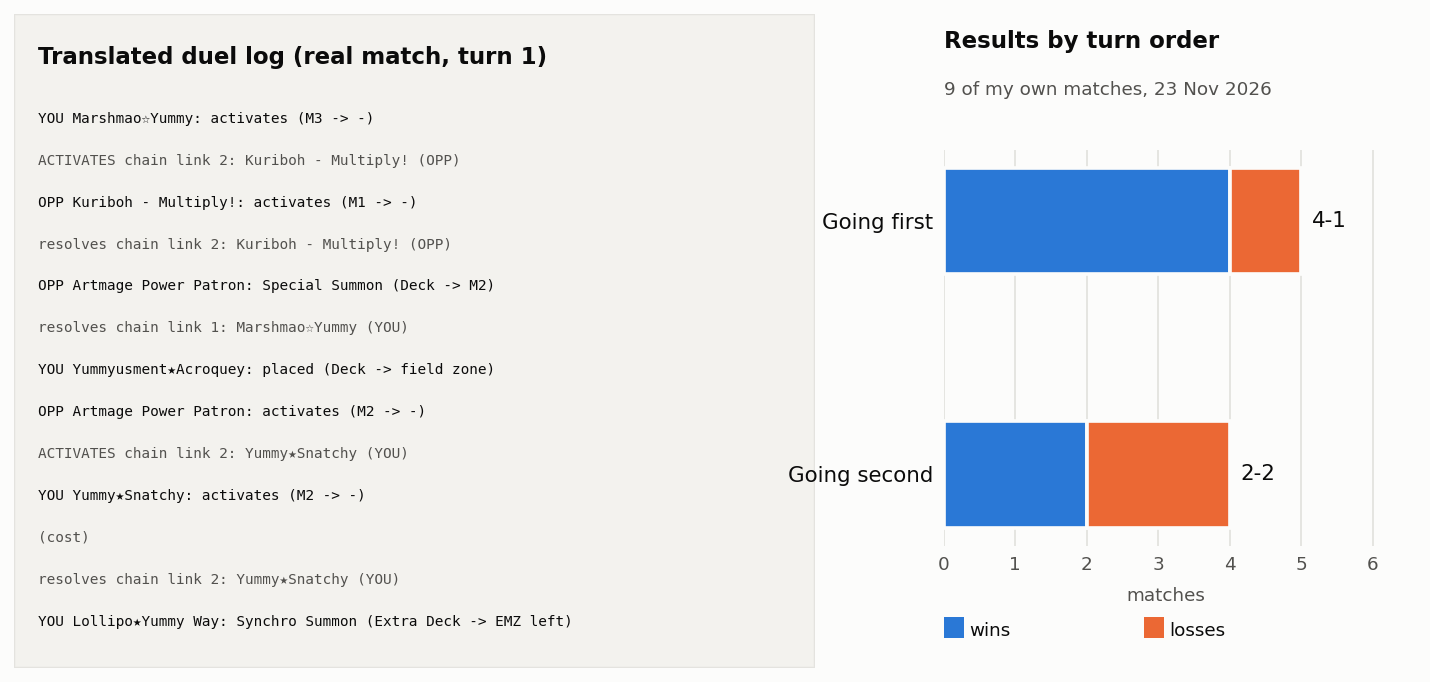 Translated duel log (real match, turn 1)
YOU Marshmao☆Yummy: activates (M3 -> -)
ACTIVATES chain link 2: Kuriboh - Multiply! (OPP)
OPP Kuriboh - Multiply!: activates (M1 -> -)
resolves chain link 2: Kuriboh - Multiply! (OPP)
OPP Artmage Power Patron: Special Summon (Deck -> M2)
resolves chain link 1: Marshmao☆Yummy (YOU)
YOU Yummyusment★Acroquey: placed (Deck -> field zone)
OPP Artmage Power Patron: activates (M2 -> -)
ACTIVATES chain link 2: Yummy★Snatchy (YOU)
YOU Yummy★Snatchy: activates (M2 -> -)
(cost)
resolves chain link 2: Yummy★Snatchy (YOU)
YOU Lollipo★Yummy Way: Synchro Summon (Extra Deck -> EMZ left)
Results by turn order
9 of my own matches, 23 Nov 2026
Going first
4-1
Going second
2-2
0 1 2 3 4 5 6
matches
wins losses